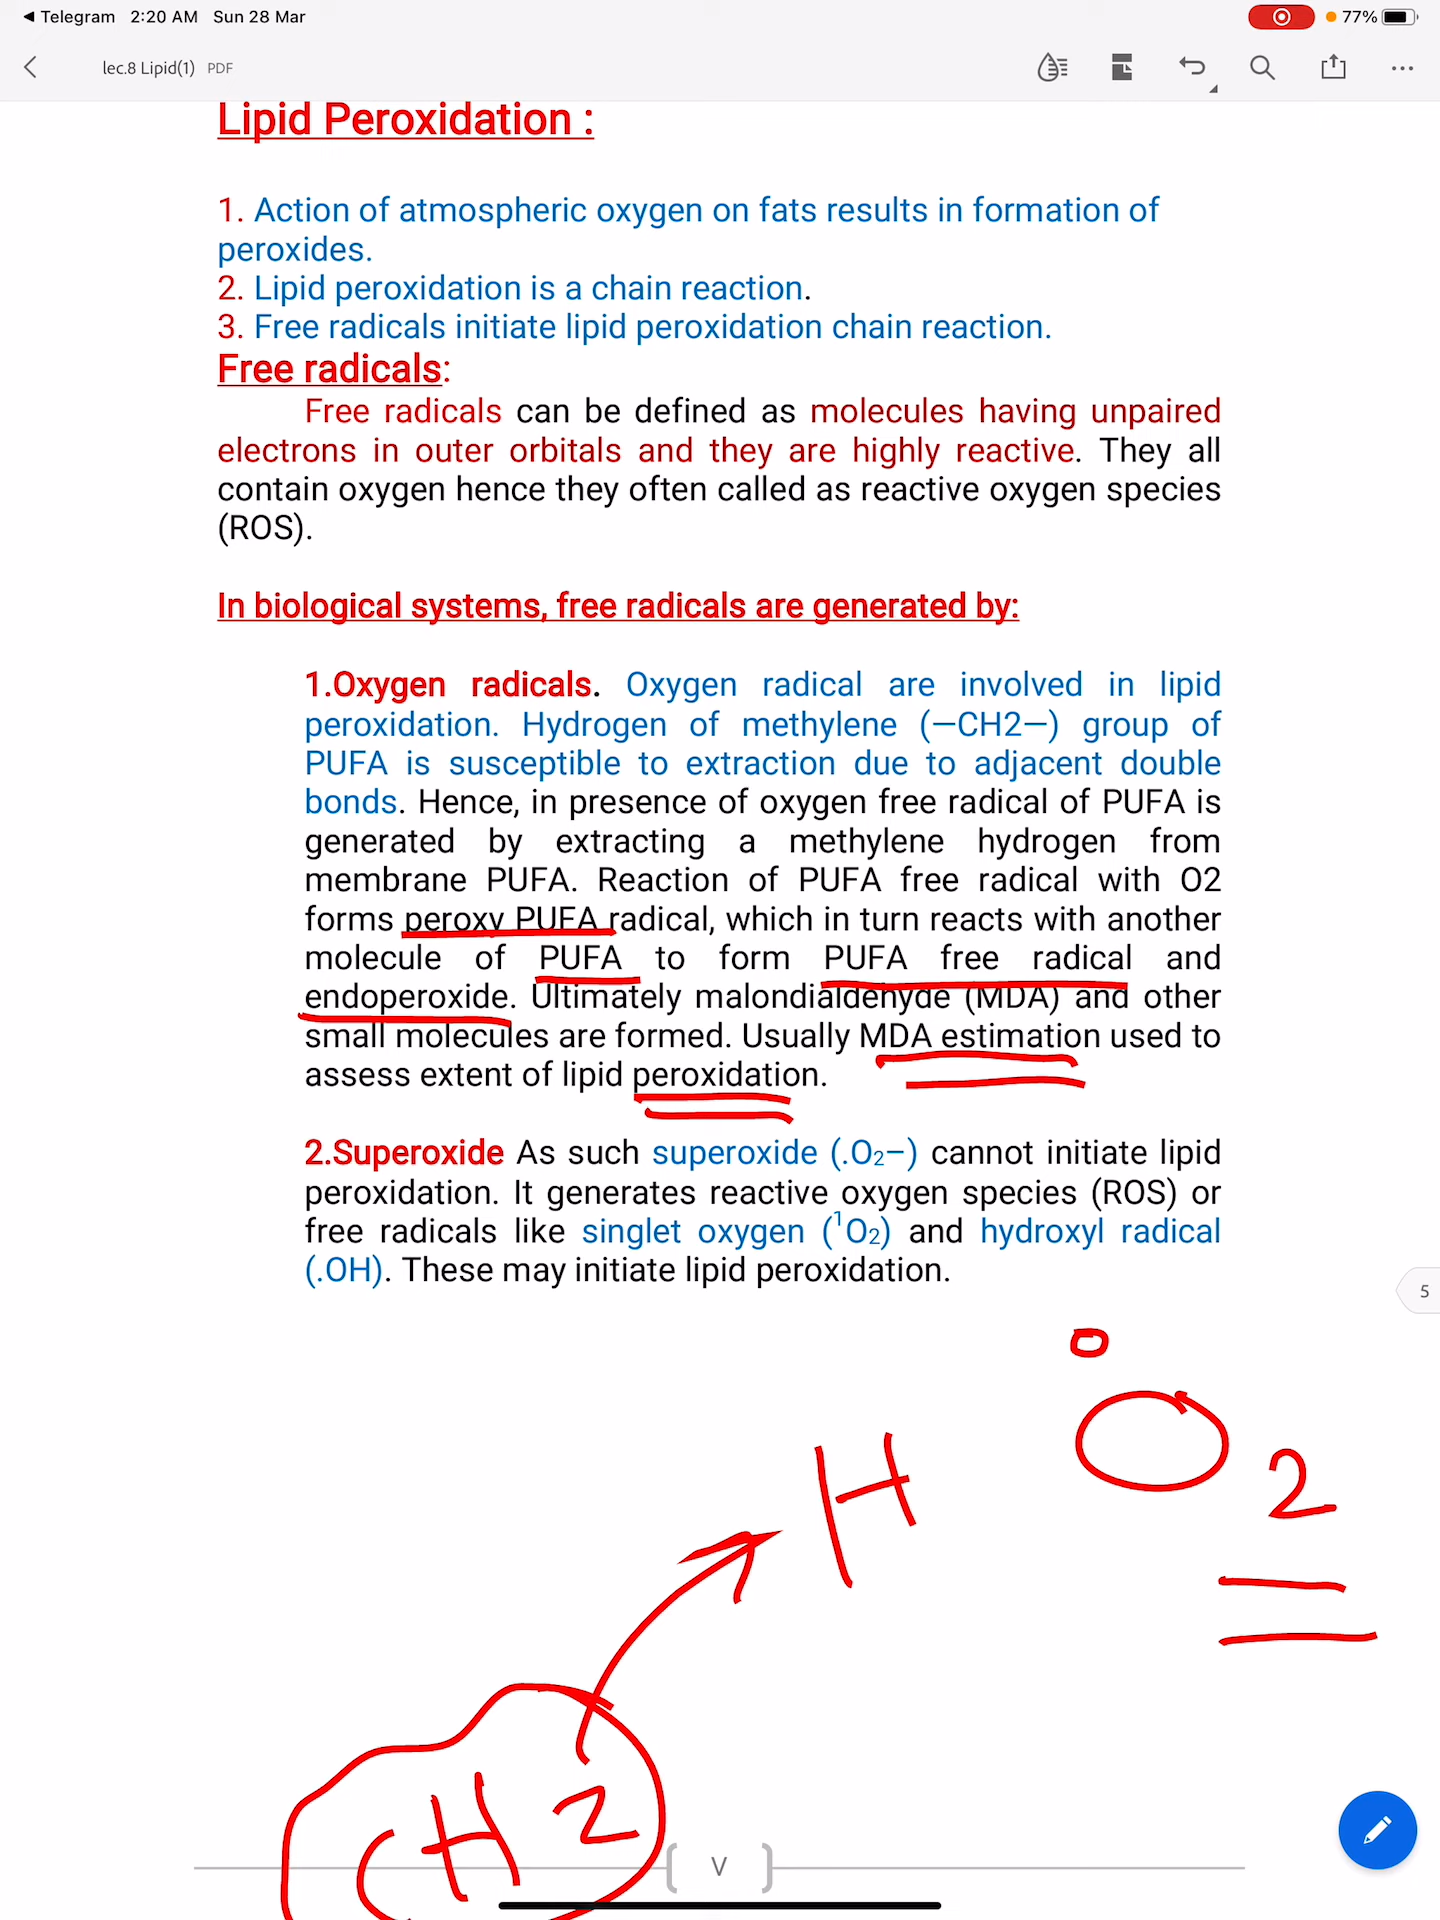 ◀ Telegram 2:20 AM Sun 28 Mar 77%
lec.8 Lipid(1) PDF
Lipid Peroxidation :
1. Action of atmospheric oxygen on fats results in formation of
peroxides.
2. Lipid peroxidation is a chain reaction.
3. Free radicals initiate lipid peroxidation chain reaction.
Free radicals:
Free radicals can be defined as molecules having unpaired
electrons in outer orbitals and they are highly reactive. They all
contain oxygen hence they often called as reactive oxygen species
(ROS).
In biological systems, free radicals are generated by:
1.Oxygen radicals. Oxygen radical are involved in lipid
peroxidation. Hydrogen of methylene (—CH2—) group of
PUFA is susceptible to extraction due to adjacent double
bonds. Hence, in presence of oxygen free radical of PUFA is
generated by extracting a methylene hydrogen from
membrane PUFA. Reaction of PUFA free radical with O2
forms peroxy PUFA radical, which in turn reacts with another
molecule of PUFA to form PUFA free radical and
endoperoxide. Ultimately malondialdehyde (MDA) and other
small molecules are formed. Usually MDA estimation used to
assess extent of lipid peroxidation.
2.Superoxide As such superoxide (.O₂−) cannot initiate lipid
peroxidation. It generates reactive oxygen species (ROS) or
free radicals like singlet oxygen (¹O₂) and hydroxyl radical
(.OH). These may initiate lipid peroxidation.
5
H O 2
CH2
V